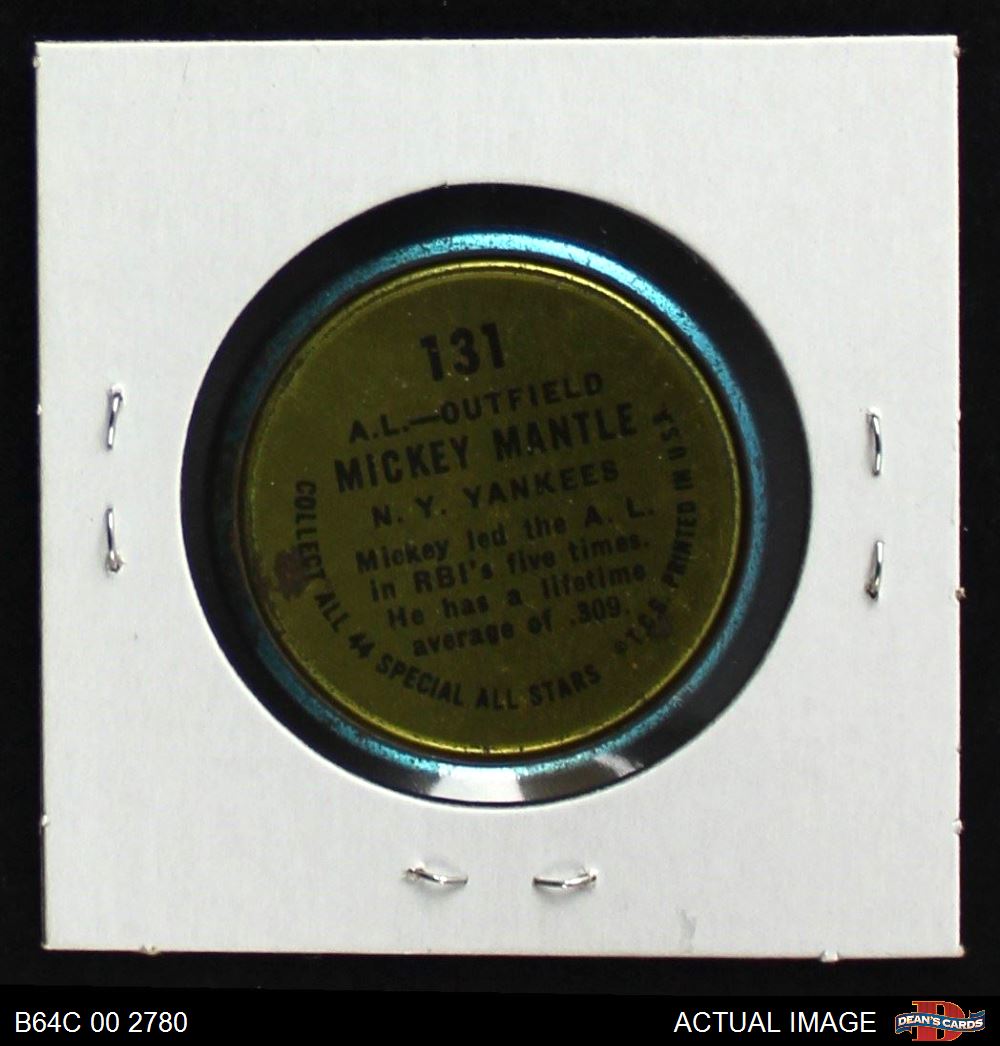 131
A.L.—OUTFIELD
MICKEY MANTLE
N. Y. YANKEES
Mickey led the A. L.
in RBI's five times.
He has a lifetime
average of .309.
COLLECT ALL 44 SPECIAL ALL STARS ©T.C.G. PRINTED IN USA
B64C 00 2780
ACTUAL IMAGE
DEAN'S CARDS